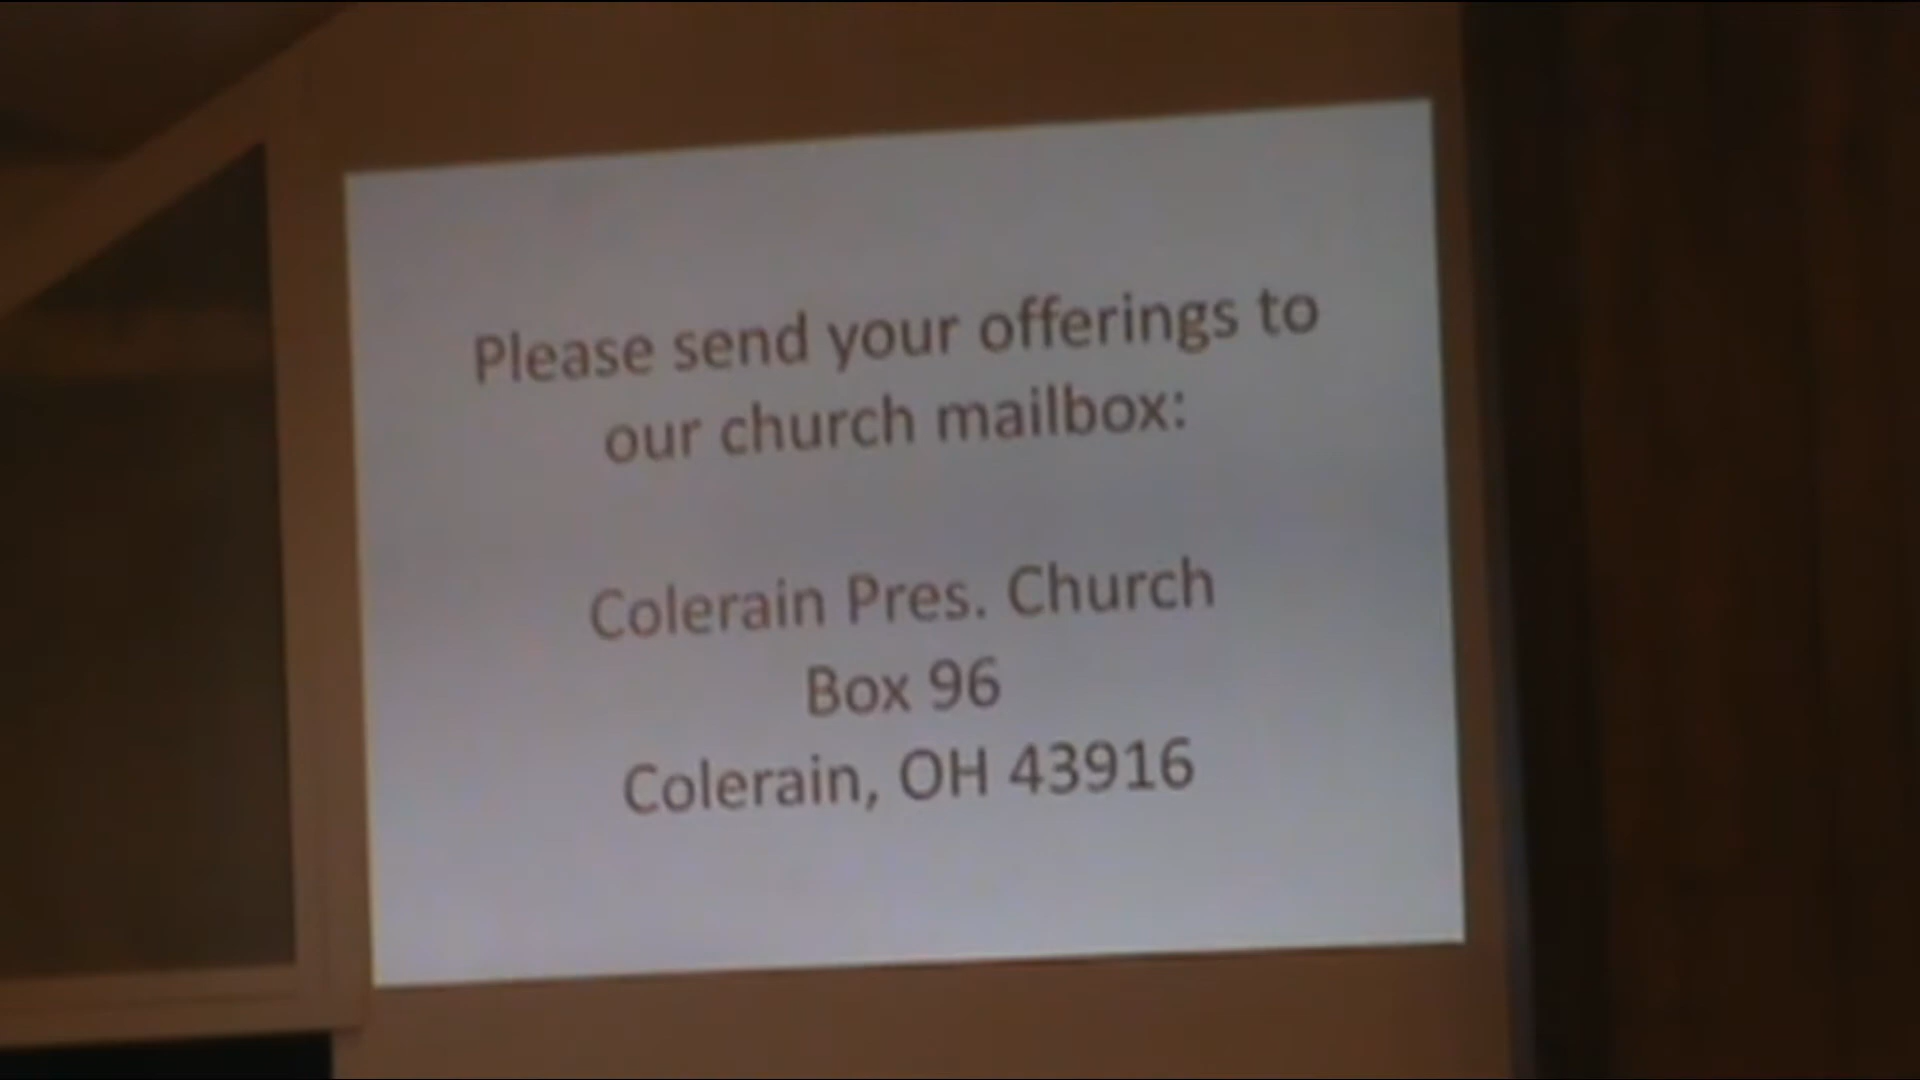 Please send your offerings to
our church mailbox:
Colerain Pres. Church
Box 96
Colerain, OH 43916